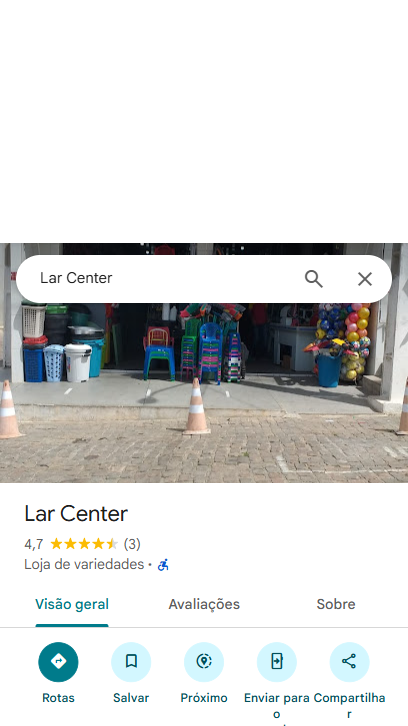 Lar Center
Lar Center
4,7 (3)
Loja de variedades ·
Visão geral Avaliações Sobre
Rotas Salvar Próximo Enviar para o Compartilhar